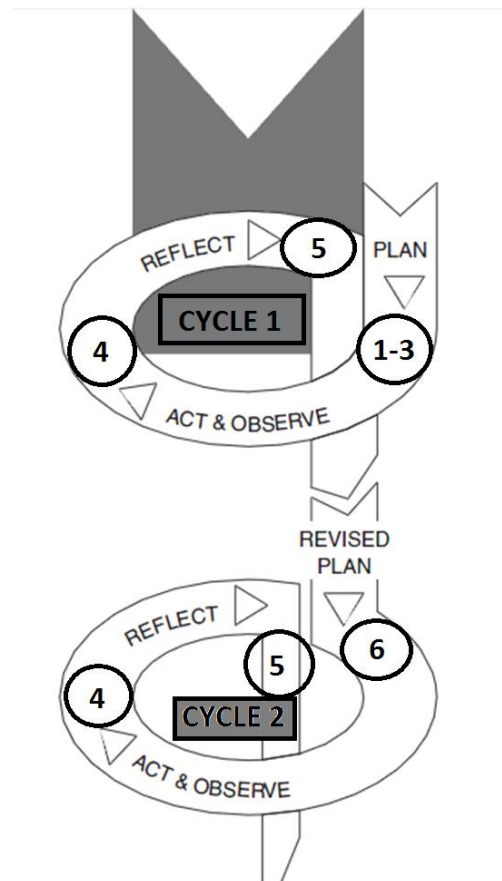 REFLECT
5
PLAN
CYCLE 1
4
1-3
ACT & OBSERVE
REVISED
PLAN
REFLECT
6
5
4
CYCLE 2
ACT & OBSERVE